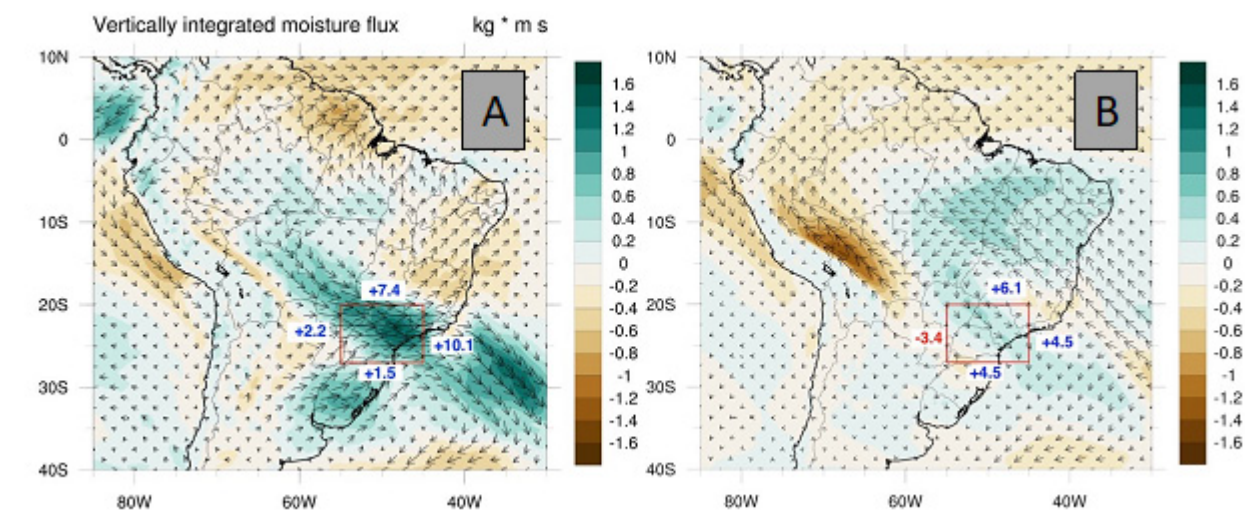 Vertically integrated moisture flux kg * m s
A
10N
0
10S
20S
30S
40S
80W 60W 40W
+7.4
+2.2
+10.1
+1.5
1.6
1.4
1.2
1
0.8
0.6
0.4
0.2
0
-0.2
-0.4
-0.6
-0.8
-1
-1.2
-1.4
-1.6
B
10N
0
10S
20S
30S
40S
80W 60W 40W
+6.1
-3.4
+4.5
+4.5
1.6
1.4
1.2
1
0.8
0.6
0.4
0.2
0
-0.2
-0.4
-0.6
-0.8
-1
-1.2
-1.4
-1.6